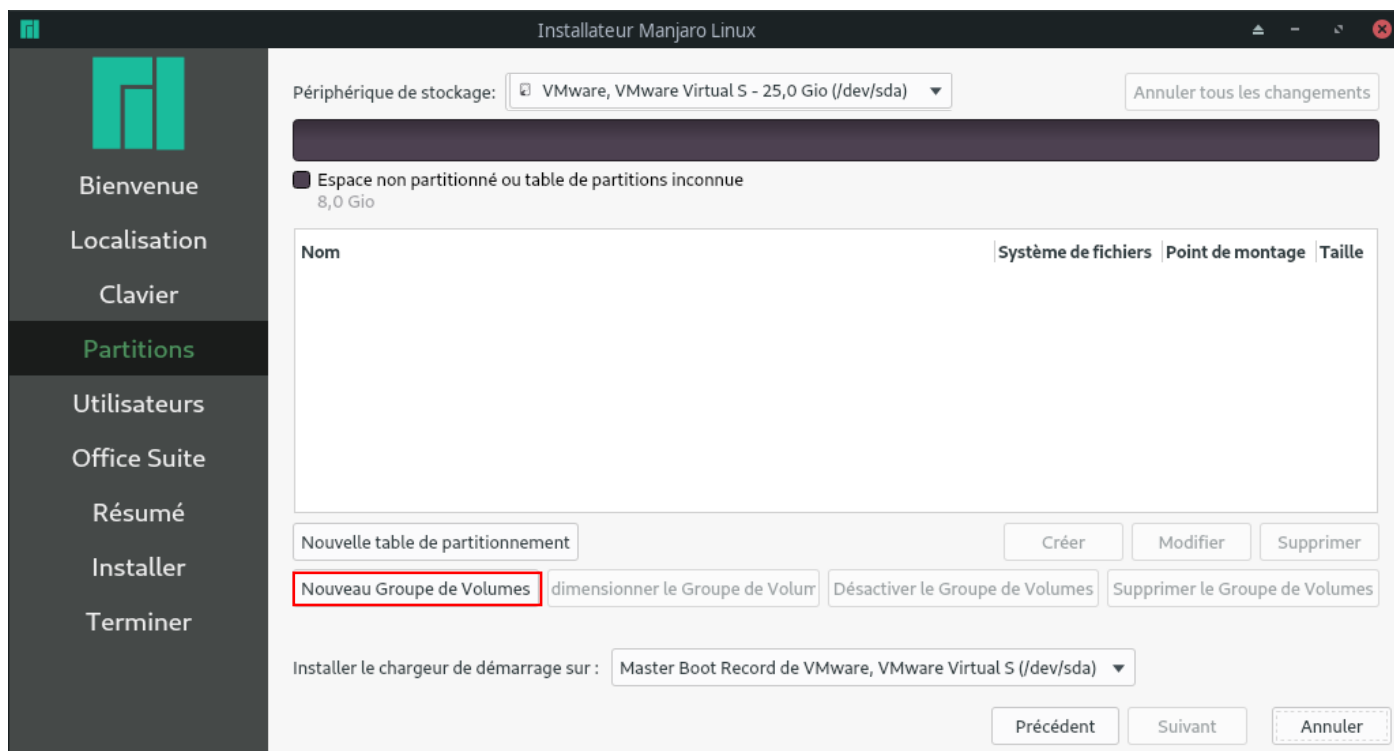 Installateur Manjaro Linux
Périphérique de stockage: VMware, VMware Virtual S - 25,0 Gio (/dev/sda) Annuler tous les changements
Espace non partitionné ou table de partitions inconnue
8,0 Gio
Bienvenue
Localisation
Clavier
Partitions
Utilisateurs
Office Suite
Résumé
Installer
Terminer
Nom Système de fichiers Point de montage Taille
Nouvelle table de partitionnement Créer Modifier Supprimer
Nouveau Groupe de Volumes dimensionner le Groupe de Volum Désactiver le Groupe de Volumes Supprimer le Groupe de Volumes
Installer le chargeur de démarrage sur : Master Boot Record de VMware, VMware Virtual S (/dev/sda)
Précédent Suivant Annuler